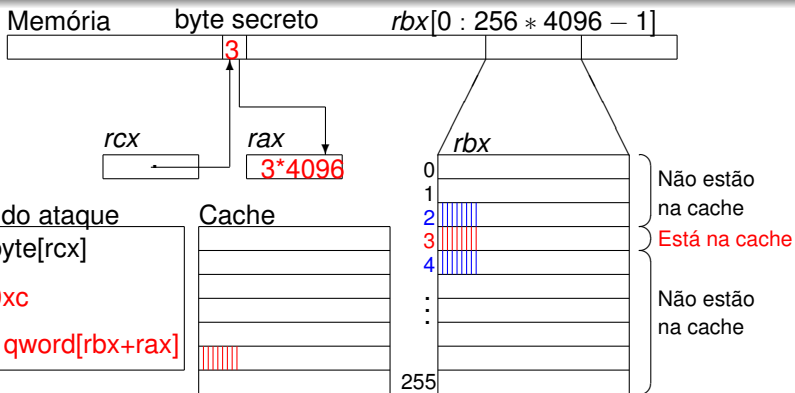 Memória
byte secreto
rbx[0 : 256 ∗ 4096 − 1]
3
rcx
rax
3*4096
rbx
0
1
2
3
4
⋮
255
Não estão
na cache
Está na cache
Não estão
na cache
do ataque
byte[rcx]
xc
qword[rbx+rax]
Cache